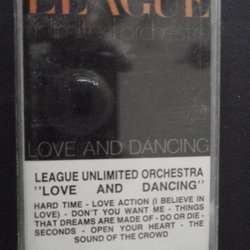 LEAGUE
unlimited orchestra
LOVE AND DANCING
LEAGUE UNLIMITED ORCHESTRA
"LOVE AND DANCING"
HARD TIME - LOVE ACTION (I BELIEVE IN
LOVE) - DON'T YOU WANT ME - THINGS
THAT DREAMS ARE MADE OF - DO OR DIE -
SECONDS - OPEN YOUR HEART - THE
SOUND OF THE CROWD